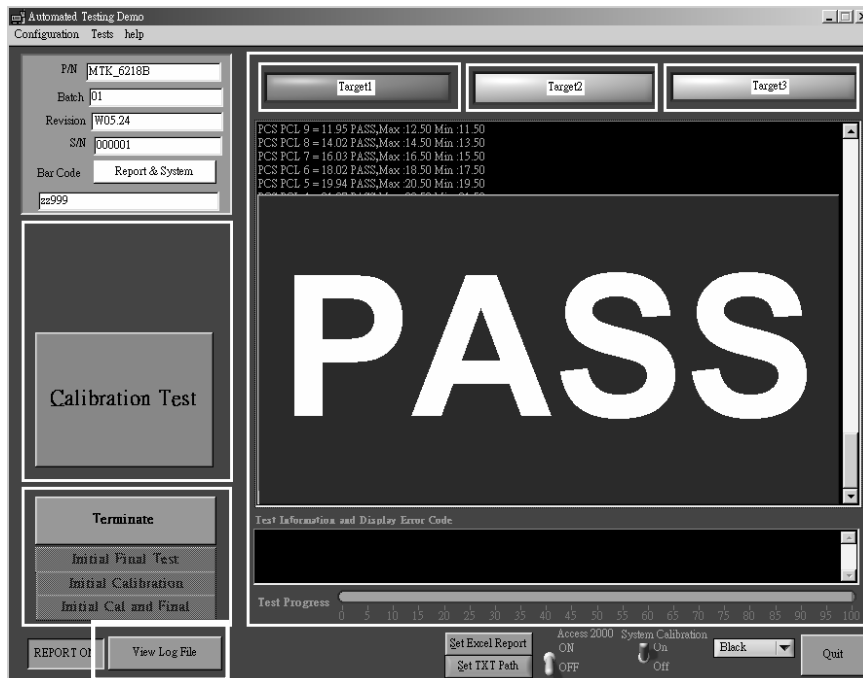 Automated Testing Demo
Configuration Tests help
P/N MTK_6218B
Batch 01
Revision W05.24
S/N 000001
Bar Code Report & System
zz999
Target1 Target2 Target3
PCS PCL 9 = 11.95 PASS,Max :12.50 Min :11.50
PCS PCL 8 = 14.02 PASS,Max :14.50 Min :13.50
PCS PCL 7 = 16.03 PASS,Max :16.50 Min :15.50
PCS PCL 6 = 18.02 PASS,Max :18.50 Min :17.50
PCS PCL 5 = 19.94 PASS,Max :20.50 Min :19.50
PASS
Calibration Test
Terminate
Initial Final Test
Initial Calibration
Initial Cal and Final
Test Information and Display Error Code
Test Progress
0 5 10 15 20 25 30 35 40 45 50 55 60 65 70 75 80 85 90 95 100
REPORT ON View Log File
Set Excel Report
Set TXT Path
Access 2000
ON
OFF
System Calibration
On
Off
Black
Quit